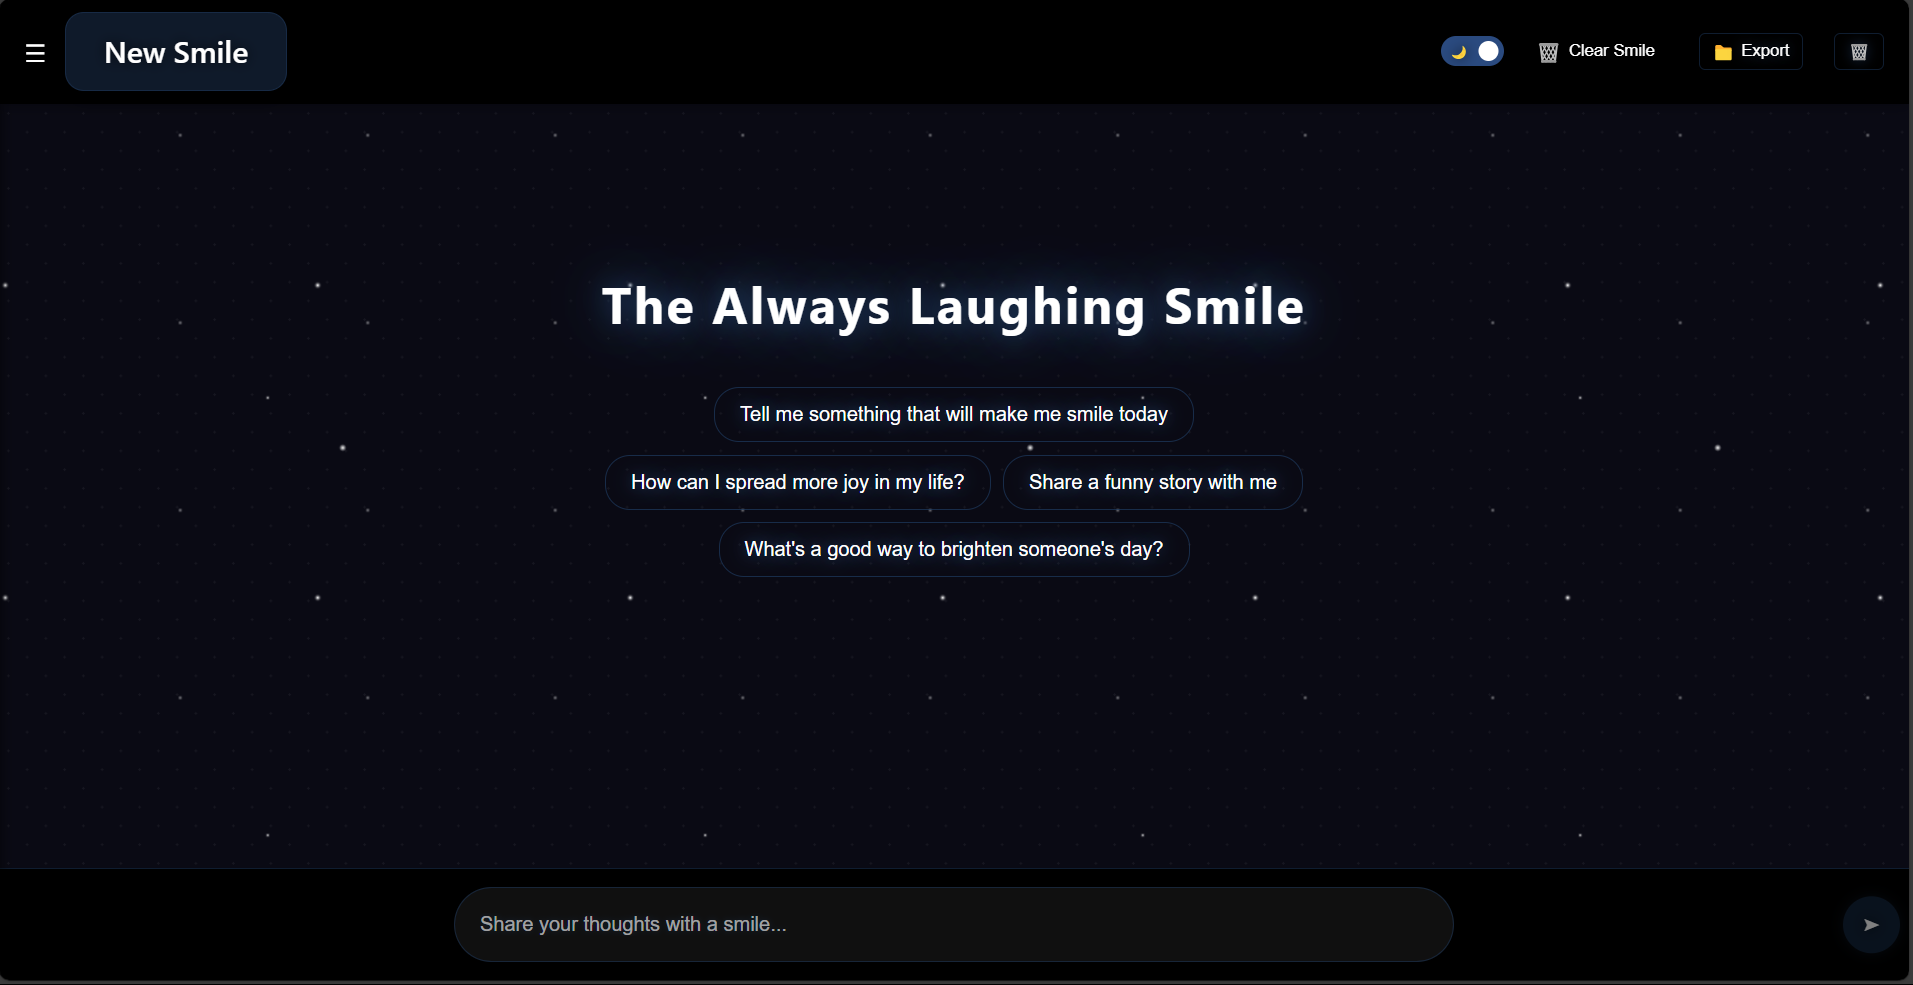 ☰ New Smile
Clear Smile
Export
The Always Laughing Smile
Tell me something that will make me smile today
How can I spread more joy in my life?
Share a funny story with me
What's a good way to brighten someone's day?
Share your thoughts with a smile...